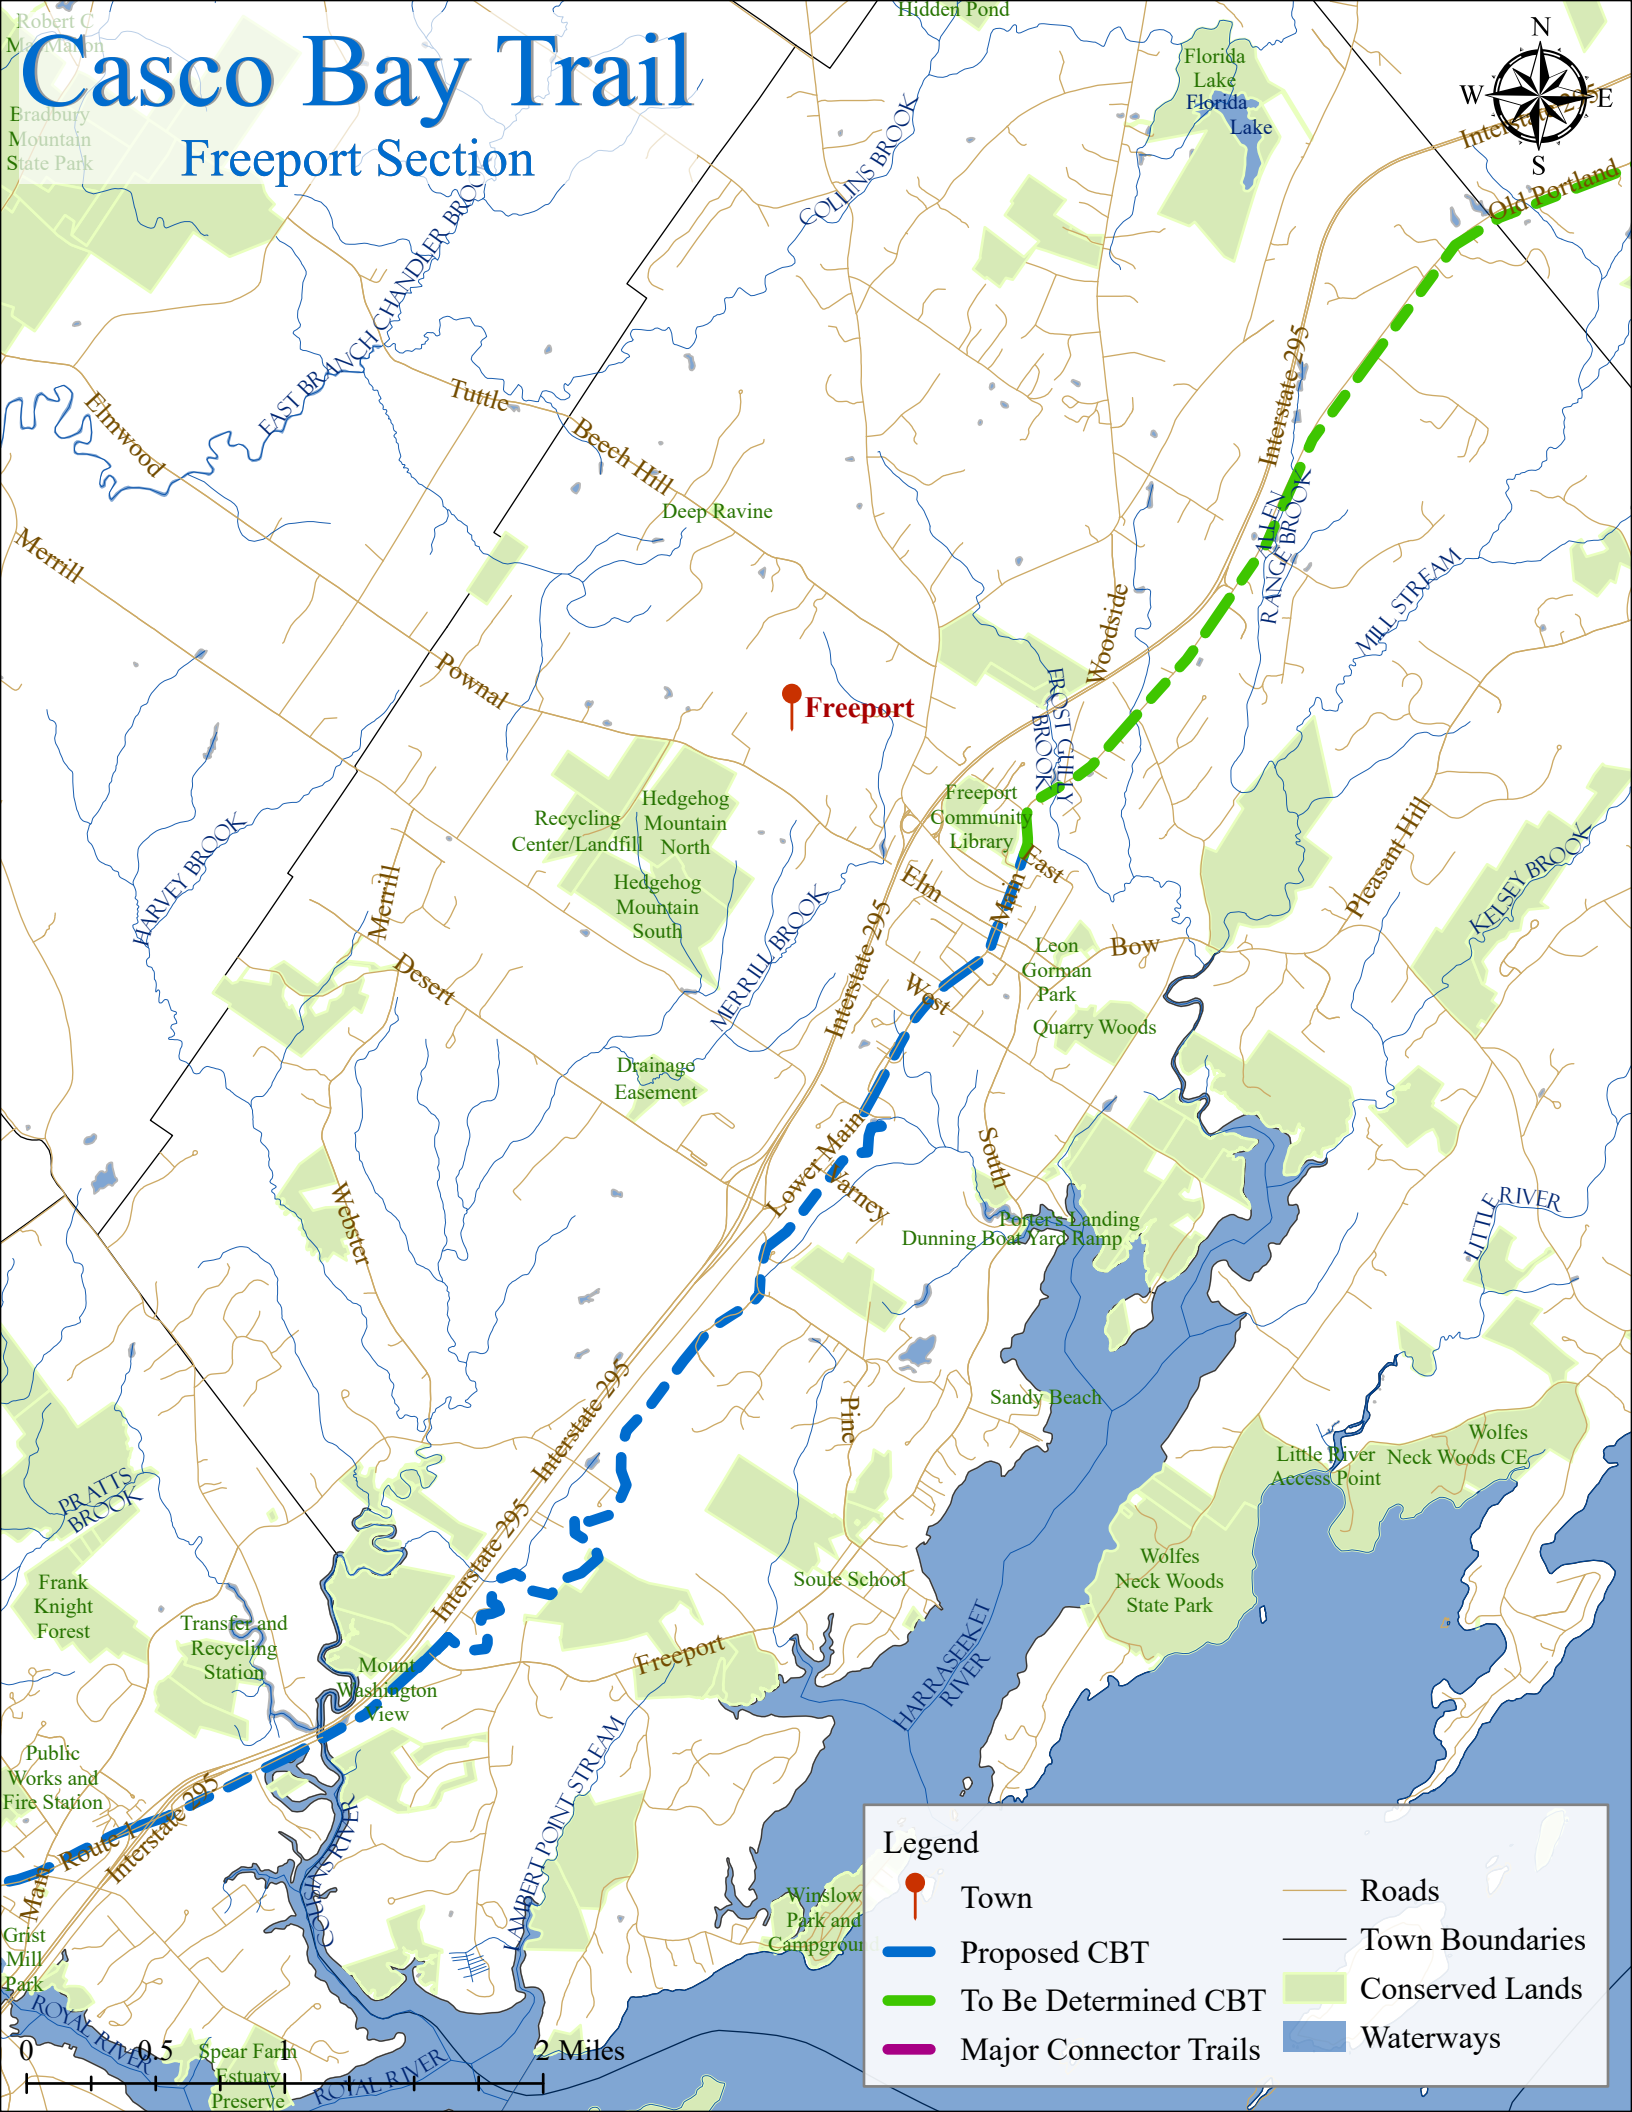 Casco Bay Trail
Freeport Section
Robert C
MacMahon
Bradbury
Mountain
State Park
Hidden Pond
Florida
Lake
Florida
Lake
N
W
E
S
Interstate 295
Old Portland
COLLINS BROOK
EAST BRANCH CHANDLER BROOK
Elmwood
Tuttle
Beech Hill
Deep Ravine
Interstate 295
ALLEN
RANGE BROOK
Merrill
Pownal
Woodside
MILL STREAM
FROST GULLY
BROOK
Freeport
Hedgehog
Mountain
North
Recycling
Center/Landfill
Hedgehog
Mountain
South
Freeport
Community
Library
East
Elm
Main
Pleasant Hill
KELSEY BROOK
HARVEY BROOK
Merrill
Desert
MERRILL BROOK
Interstate 295
West
Leon
Gorman
Park
Bow
Quarry Woods
Drainage
Easement
Lower Main
Varney
South
Webster
Porter's Landing
Dunning Boat Yard Ramp
LITTLE RIVER
Interstate 295
Pine
Sandy Beach
Little River
Access Point
Wolfes
Neck Woods CE
PRATTS
BROOK
Interstate 295
Frank
Knight
Forest
Transfer and
Recycling
Station
Mount
Washington
View
Soule School
Freeport
Wolfes
Neck Woods
State Park
HARRASEEKET
RIVER
LAMBERT POINT STREAM
Public
Works and
Fire Station
Route 1
Interstate 295
Main
COUSINS RIVER
Grist
Mill
Park
ROYAL RIVER
Spear Farm
Estuary
Preserve
ROYAL RIVER
Winslow
Park and
Campground
0
0.5
1
2 Miles
Legend
Town
Proposed CBT
To Be Determined CBT
Major Connector Trails
Roads
Town Boundaries
Conserved Lands
Waterways